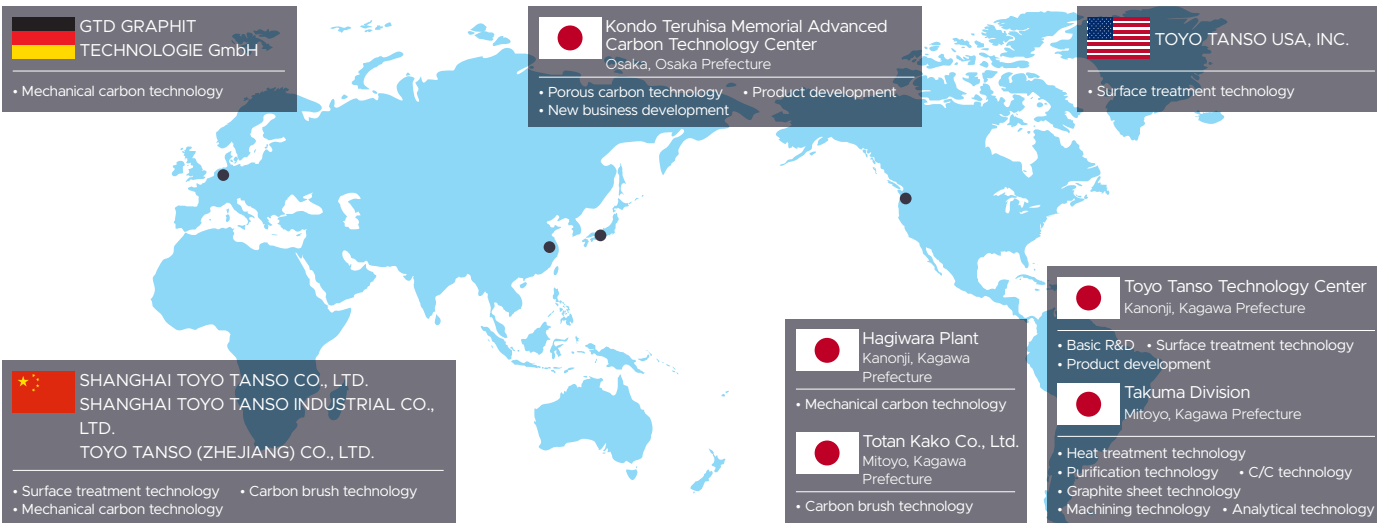 GTD GRAPHIT
TECHNOLOGIE GmbH
• Mechanical carbon technology
Kondo Teruhisa Memorial Advanced
Carbon Technology Center
Osaka, Osaka Prefecture
• Porous carbon technology • Product development
• New business development
TOYO TANSO USA, INC.
• Surface treatment technology
SHANGHAI TOYO TANSO CO., LTD.
SHANGHAI TOYO TANSO INDUSTRIAL CO.,
LTD.
TOYO TANSO (ZHEJIANG) CO., LTD.
• Surface treatment technology • Carbon brush technology
• Mechanical carbon technology
Hagiwara Plant
Kanonji, Kagawa
Prefecture
• Mechanical carbon technology
Totan Kako Co., Ltd.
Mitoyo, Kagawa
Prefecture
• Carbon brush technology
Toyo Tanso Technology Center
Kanonji, Kagawa Prefecture
• Basic R&D • Surface treatment technology
• Product development
Takuma Division
Mitoyo, Kagawa Prefecture
• Heat treatment technology
• Purification technology • C/C technology
• Graphite sheet technology
• Machining technology • Analytical technology